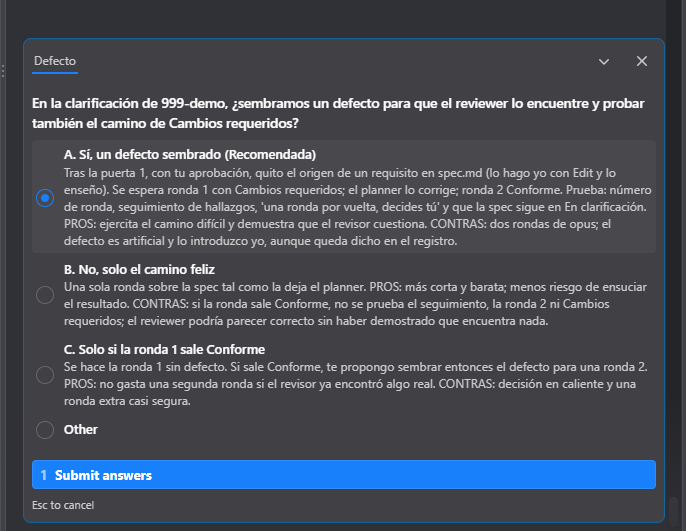 Defecto
En la clarificación de 999-demo, ¿sembramos un defecto para que el reviewer lo encuentre y probar
también el camino de Cambios requeridos?
A. Sí, un defecto sembrado (Recomendada)
Tras la puerta 1, con tu aprobación, quito el origen de un requisito en spec.md (lo hago yo con Edit y lo
enseño). Se espera ronda 1 con Cambios requeridos; el planner lo corrige; ronda 2 Conforme. Prueba: número
de ronda, seguimiento de hallazgos, 'una ronda por vuelta, decides tú' y que la spec sigue en En clarificación.
PROS: ejercita el camino difícil y demuestra que el revisor cuestiona. CONTRAS: dos rondas de opus; el
defecto es artificial y lo introduzco yo, aunque queda dicho en el registro.
B. No, solo el camino feliz
Una sola ronda sobre la spec tal como la deja el planner. PROS: más corta y barata; menos riesgo de ensuciar
el resultado. CONTRAS: si la ronda sale Conforme, no se prueba el seguimiento, la ronda 2 ni Cambios
requeridos; el reviewer podría parecer correcto sin haber demostrado que encuentra nada.
C. Solo si la ronda 1 sale Conforme
Se hace la ronda 1 sin defecto. Si sale Conforme, te propongo sembrar entonces el defecto para una ronda 2.
PROS: no gasta una segunda ronda si el revisor ya encontró algo real. CONTRAS: decisión en caliente y una
ronda extra casi segura.
Other
1 Submit answers
Esc to cancel